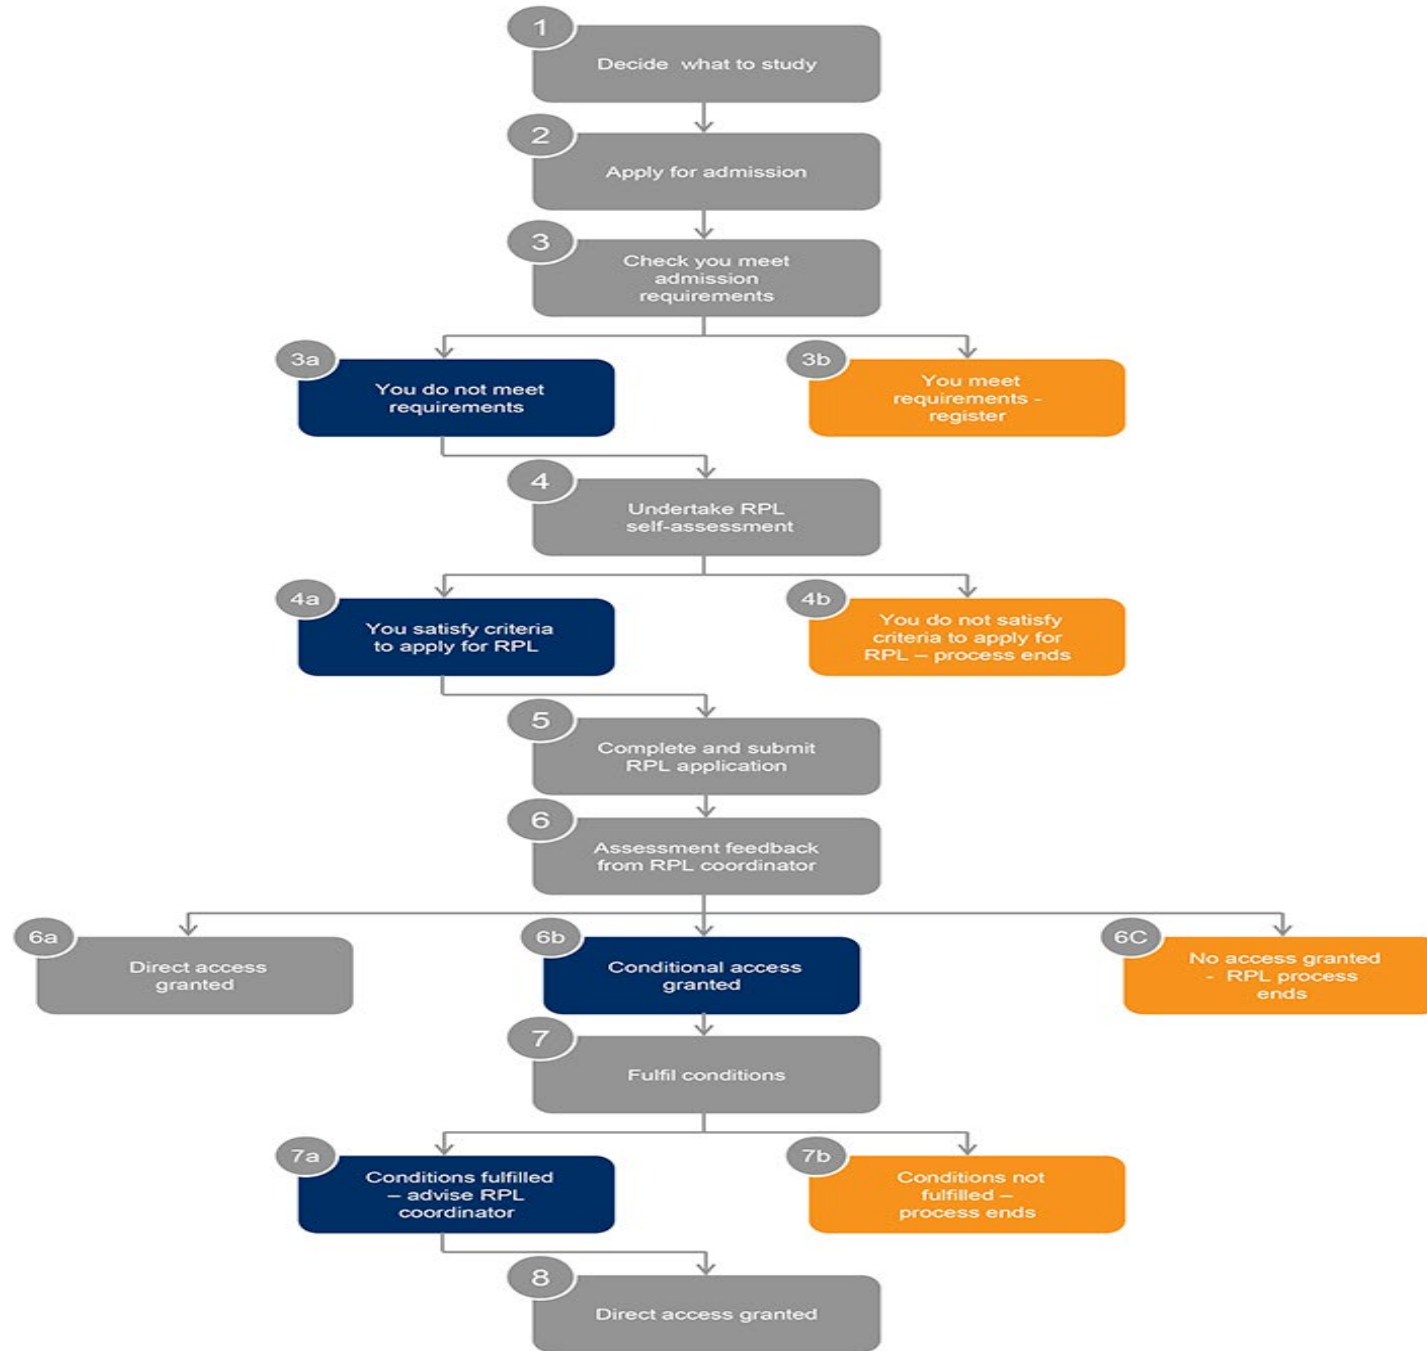 1
Decide what to study
2
Apply for admission
3
Check you meet
admission
requirements
3a
You do not meet
requirements
3b
You meet
requirements -
register
4
Undertake RPL
self-assessment
4a
You satisfy criteria
to apply for RPL
4b
You do not satisfy
criteria to apply for
RPL – process ends
5
Complete and submit
RPL application
6
Assessment feedback
from RPL coordinator
6a
Direct access
granted
6b
Conditional access
granted
6C
No access granted
- RPL process
ends
7
Fulfil conditions
7a
Conditions fulfilled
– advise RPL
coordinator
7b
Conditions not
fulfilled –
process ends
8
Direct access granted